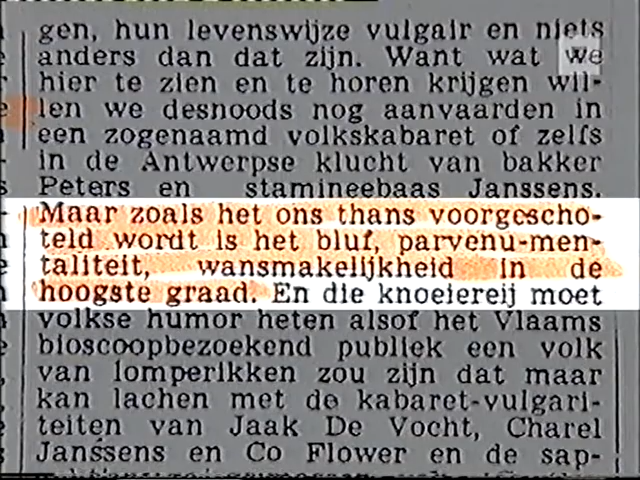 gen, hun levenswijze vulgair en niets
anders dan dat zijn. Want wat we
hier te zien en te horen krijgen wil-
len we desnoods nog aanvaarden in
een zogenaamd volkskabaret of zelfs
in de Antwerpse klucht van bakker
Peters en stamineebaas Janssens.
Maar zoals het ons thans voorgescho-
teld wordt is het bluf, parvenu-men-
taliteit, wansmakelijkheid in de
hoogste graad. En die knoeierij moet
volkse humor heten alsof het Vlaams
bioscoopbezoekend publiek een volk
van lomperikken zou zijn dat maar
kan lachen met de kabaret-vulgari-
teiten van Jaak De Vocht, Charel
Janssens en Co Flower en de sap-